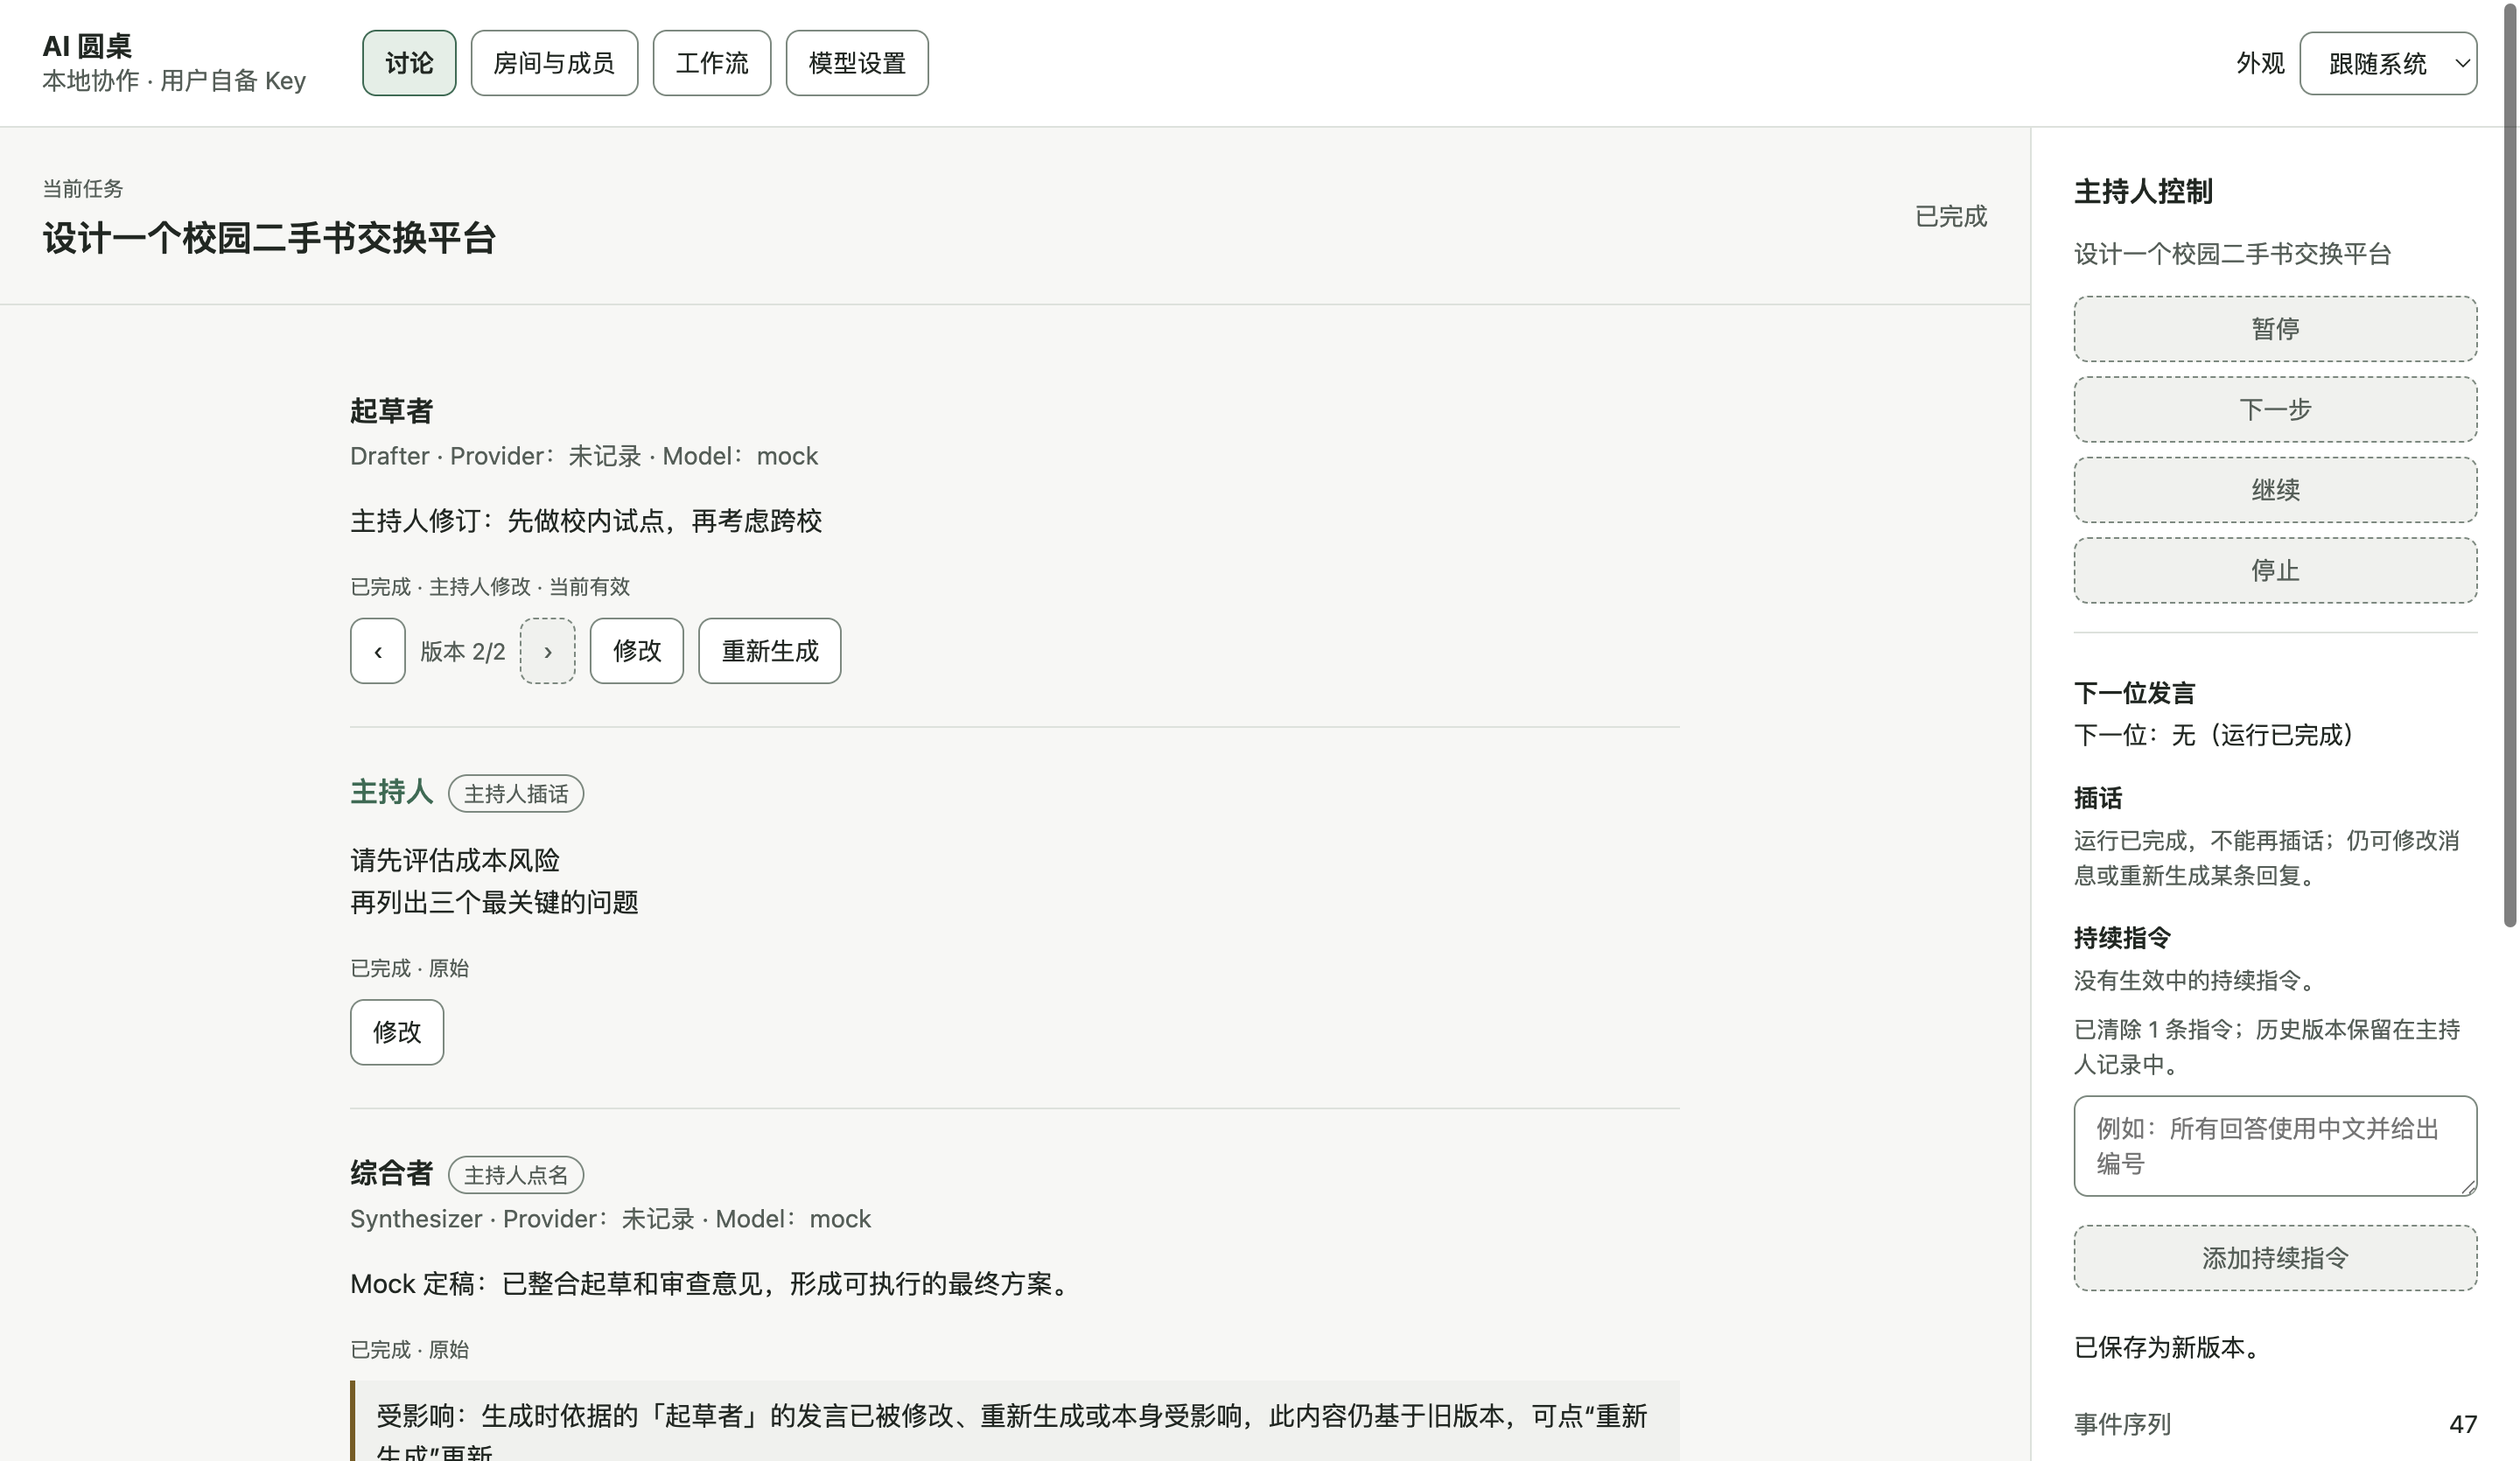 AI 圆桌
本地协作 · 用户自备 Key
讨论
房间与成员
工作流
模型设置
外观
跟随系统
当前任务
设计一个校园二手书交换平台
已完成
起草者
Drafter · Provider：未记录 · Model：mock
主持人修订：先做校内试点，再考虑跨校
已完成 · 主持人修改 · 当前有效
‹
版本 2/2
›
修改
重新生成
主持人
主持人插话
请先评估成本风险
再列出三个最关键的问题
已完成 · 原始
修改
综合者
主持人点名
Synthesizer · Provider：未记录 · Model：mock
Mock 定稿：已整合起草和审查意见，形成可执行的最终方案。
已完成 · 原始
受影响：生成时依据的「起草者」的发言已被修改、重新生成或本身受影响，此内容仍基于旧版本，可点“重新
生成”更新
主持人控制
设计一个校园二手书交换平台
暂停
下一步
继续
停止
下一位发言
下一位：无（运行已完成）
插话
运行已完成，不能再插话；仍可修改消
息或重新生成某条回复。
持续指令
没有生效中的持续指令。
已清除 1 条指令；历史版本保留在主持
人记录中。
例如：所有回答使用中文并给出
编号
添加持续指令
已保存为新版本。
事件序列
47